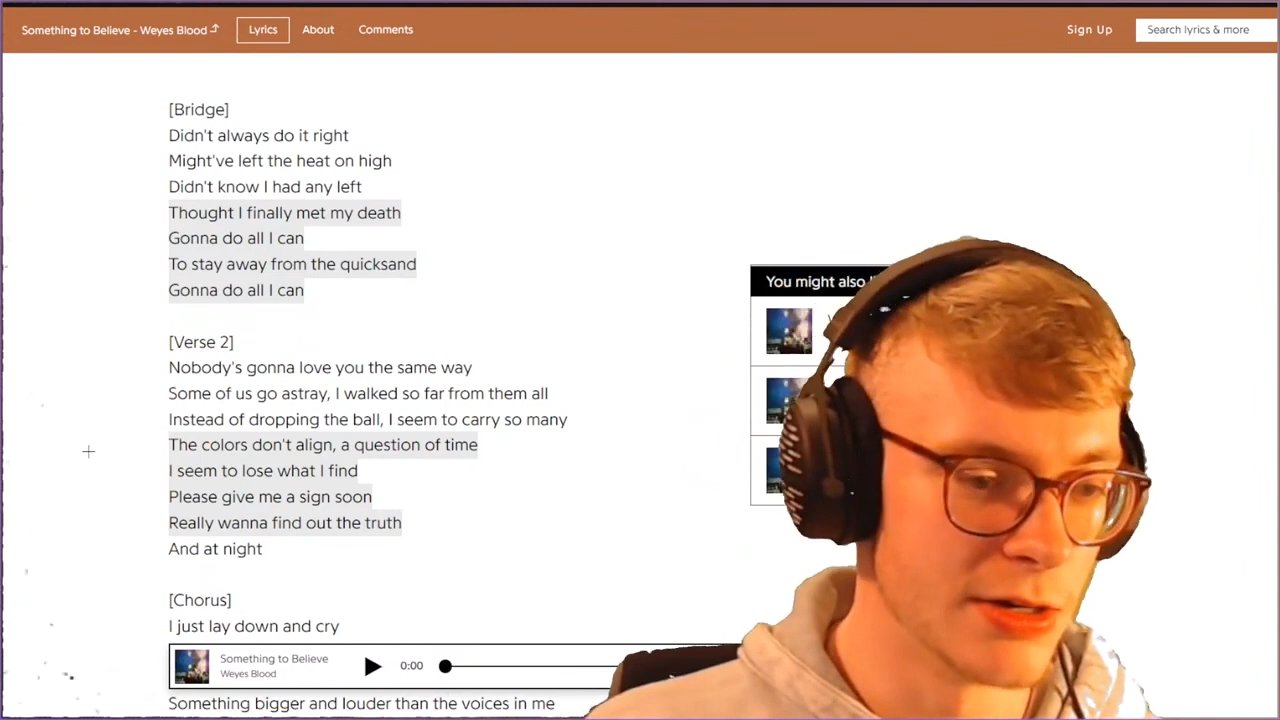 Something to Believe - Weyes Blood
Lyrics
About
Comments
Sign Up
Search lyrics & more
[Bridge]
Didn't always do it right
Might've left the heat on high
Didn't know I had any left
Thought I finally met my death
Gonna do all I can
To stay away from the quicksand
Gonna do all I can
You might also
[Verse 2]
Nobody's gonna love you the same way
Some of us go astray, I walked so far from them all
Instead of dropping the ball, I seem to carry so many
The colors don't align, a question of time
I seem to lose what I find
Please give me a sign soon
Really wanna find out the truth
And at night
[Chorus]
I just lay down and cry
Something to Believe
Weyes Blood
0:00
Something bigger and louder than the voices in me